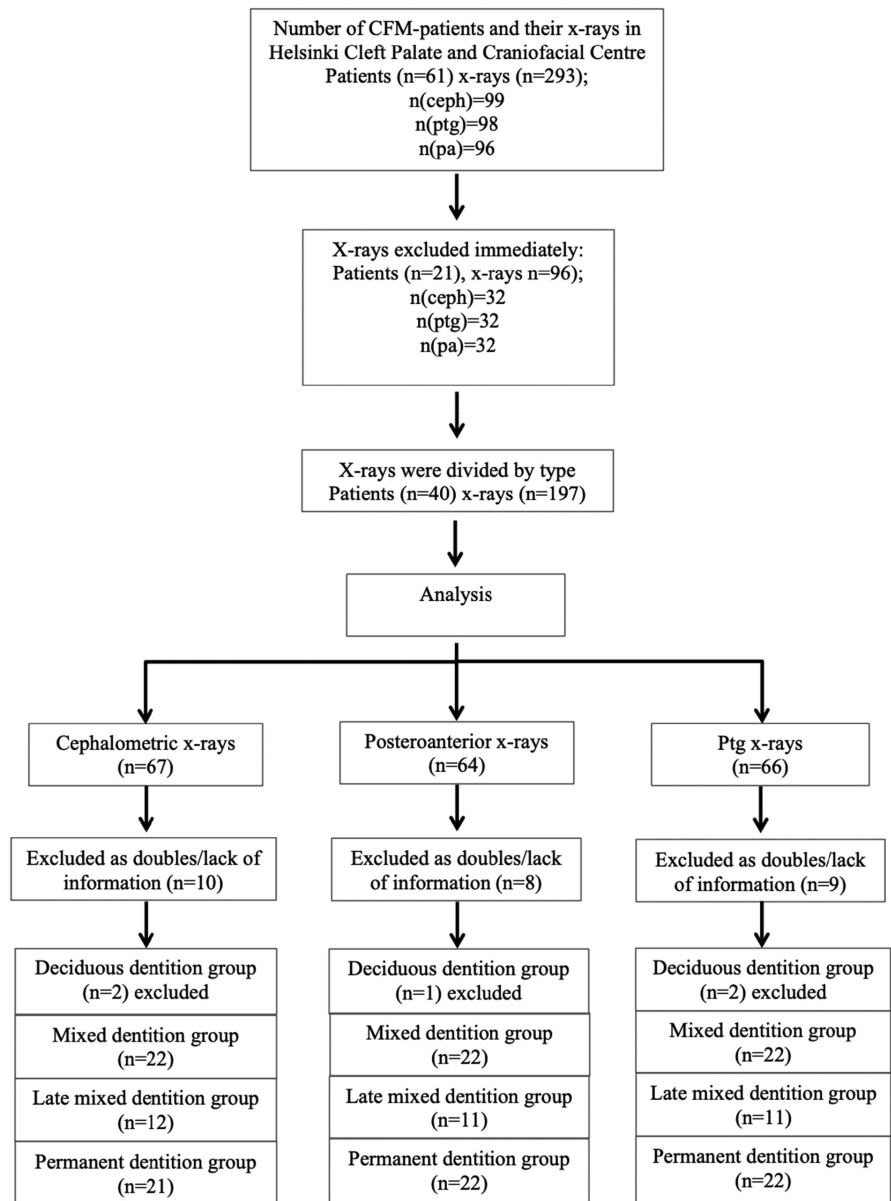 Number of CFM-patients and their x-rays in
Helsinki Cleft Palate and Craniofacial Centre
Patients (n=61) x-rays (n=293);
n(ceph)=99
n(ptg)=98
n(pa)=96
X-rays excluded immediately:
Patients (n=21), x-rays n=96);
n(ceph)=32
n(ptg)=32
n(pa)=32
X-rays were divided by type
Patients (n=40) x-rays (n=197)
Analysis
Cephalometric x-rays
(n=67)
Excluded as doubles/lack of
information (n=10)
Deciduous dentition group
(n=2) excluded
Mixed dentition group
(n=22)
Late mixed dentition group
(n=12)
Permanent dentition group
(n=21)
Posteroanterior x-rays
(n=64)
Excluded as doubles/lack
of information (n=8)
Deciduous dentition group
(n=1) excluded
Mixed dentition group
(n=22)
Late mixed dentition group
(n=11)
Permanent dentition group
(n=22)
Ptg x-rays
(n=66)
Excluded as doubles/lack
of information (n=9)
Deciduous dentition group
(n=2) excluded
Mixed dentition group
(n=22)
Late mixed dentition group
(n=11)
Permanent dentition group
(n=22)